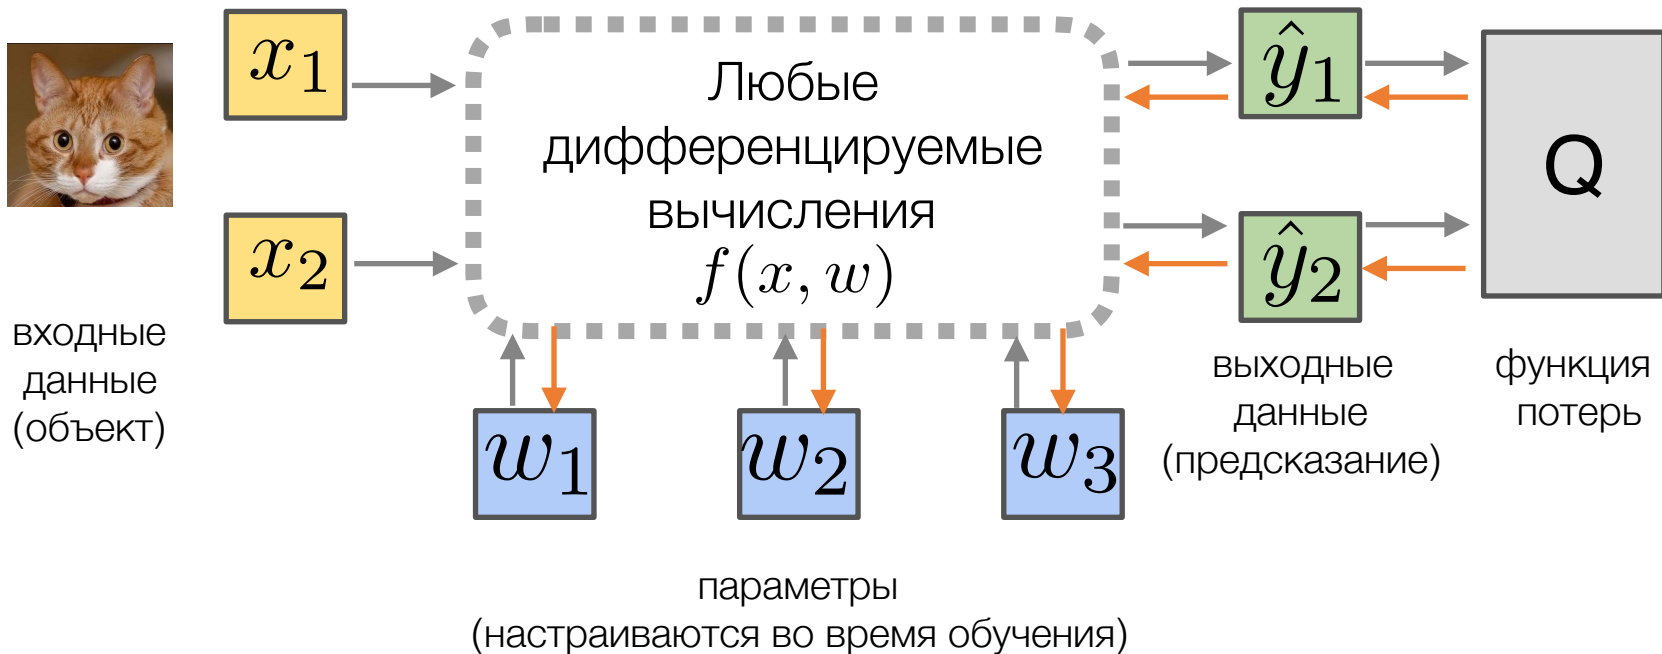 x₁
x₂
Любые
дифференцируемые
вычисления
f(x, w)
ŷ₁
ŷ₂
Q
входные
данные
(объект)
w₁
w₂
w₃
выходные
данные
(предсказание)
функция
потерь
параметры
(настраиваются во время обучения)